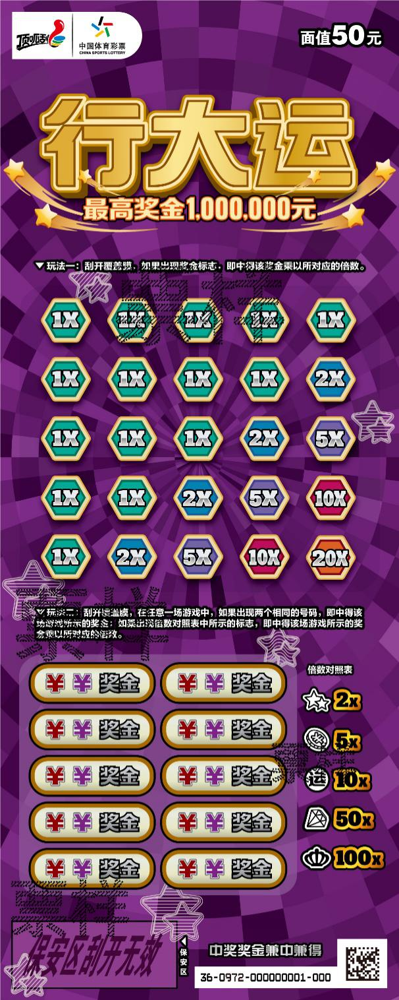 顶呱刮
中国体育彩票
CHINA SPORTS LOTTERY
面值50元
行大运
最高奖金1,000,000元
▼玩法一：刮开覆盖膜，如果出现奖金标志，即中得该奖金乘以所对应的倍数。
票样
1X 1X 1X 1X 1X
1X 1X 1X 1X 2X
1X 1X 1X 2X 5X
1X 1X 2X 5X 10X
1X 2X 5X 10X 20X
票样
▼玩法二：刮开覆盖膜，在任意一场游戏中，如果出现两个相同的号码，即中得该
场游戏所示的奖金；如果出现倍数对照表中所示的标志，即中得该场游戏所示的奖
金乘以所对应的倍数。
倍数对照表
¥ ¥ 奖金 ¥ ¥ 奖金
2X
¥ ¥ 奖金 ¥ ¥ 奖金
5X
票样
¥ ¥ 奖金 ¥ ¥ 奖金
运 10X
¥ ¥ 奖金 ¥ ¥ 奖金
50X
¥ ¥ 奖金 ¥ ¥ 奖金
100X
票样
保安区刮开无效
◀保安区
中奖奖金兼中兼得
36-0972-000000001-000